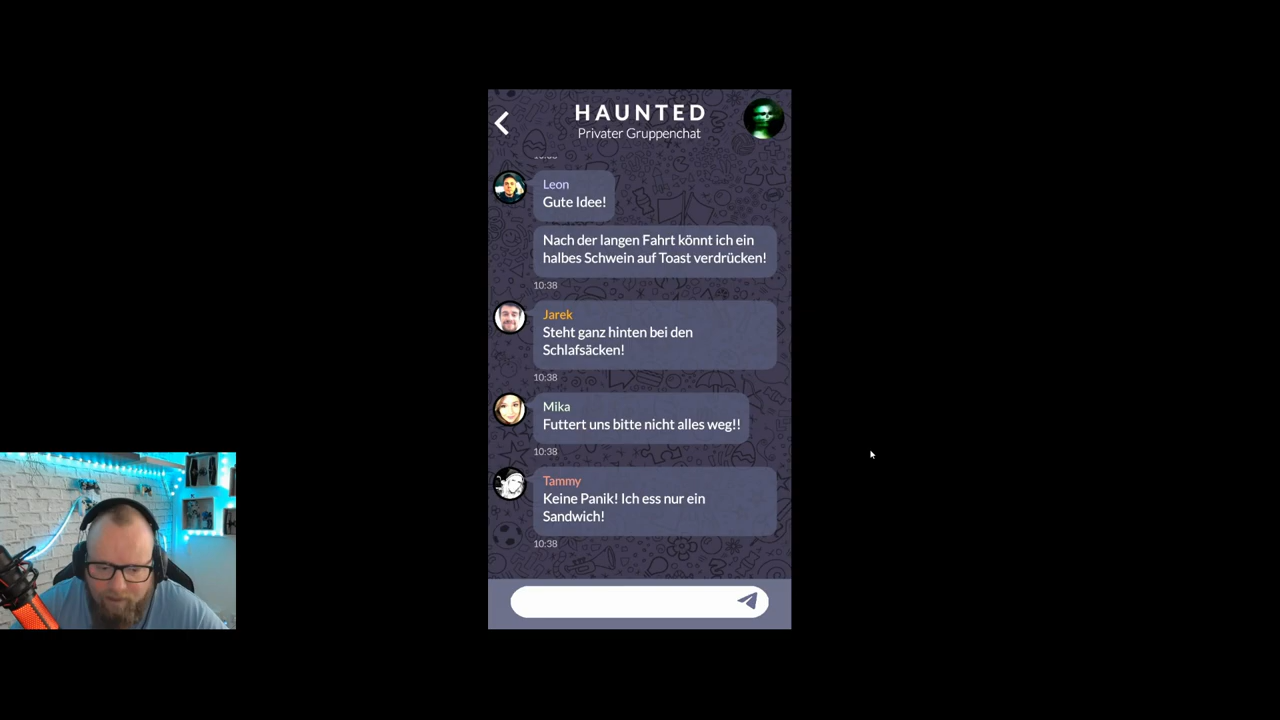 HAUNTED
Privater Gruppenchat
Leon
Gute Idee!
Nach der langen Fahrt könnt ich ein
halbes Schwein auf Toast verdrücken!
10:38
Jarek
Steht ganz hinten bei den
Schlafsäcken!
10:38
Mika
Futtert uns bitte nicht alles weg!!
10:38
Tammy
Keine Panik! Ich ess nur ein
Sandwich!
10:38